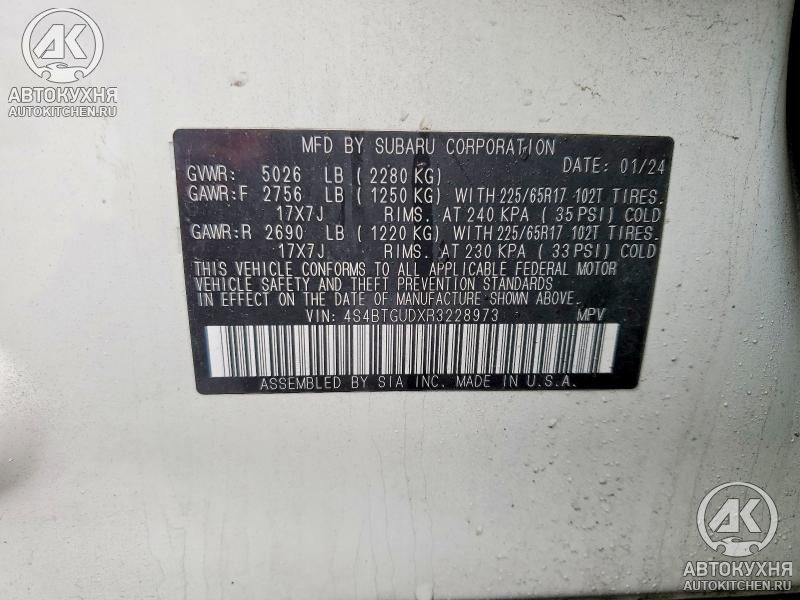 AK
АВТОКУХНЯ
AUTOKITCHEN.RU
MFD BY SUBARU CORPORATION
GVWR: 5026 LB ( 2280 KG) DATE: 01/24
GAWR:F 2756 LB ( 1250 KG) WITH 225/65R17 102T TIRES.
17X7J RIMS. AT 240 KPA ( 35 PSI) COLD
GAWR:R 2690 LB ( 1220 KG) WITH 225/65R17 102T TIRES.
17X7J RIMS. AT 230 KPA ( 33 PSI) COLD
THIS VEHICLE CONFORMS TO ALL APPLICABLE FEDERAL MOTOR
VEHICLE SAFETY AND THEFT PREVENTION STANDARDS
IN EFFECT ON THE DATE OF MANUFACTURE SHOWN ABOVE.
VIN: 4S4BTGUDXR3228973 MPV
ASSEMBLED BY SIA INC. MADE IN U.S.A.
AK
АВТОКУХНЯ
AUTOKITCHEN.RU